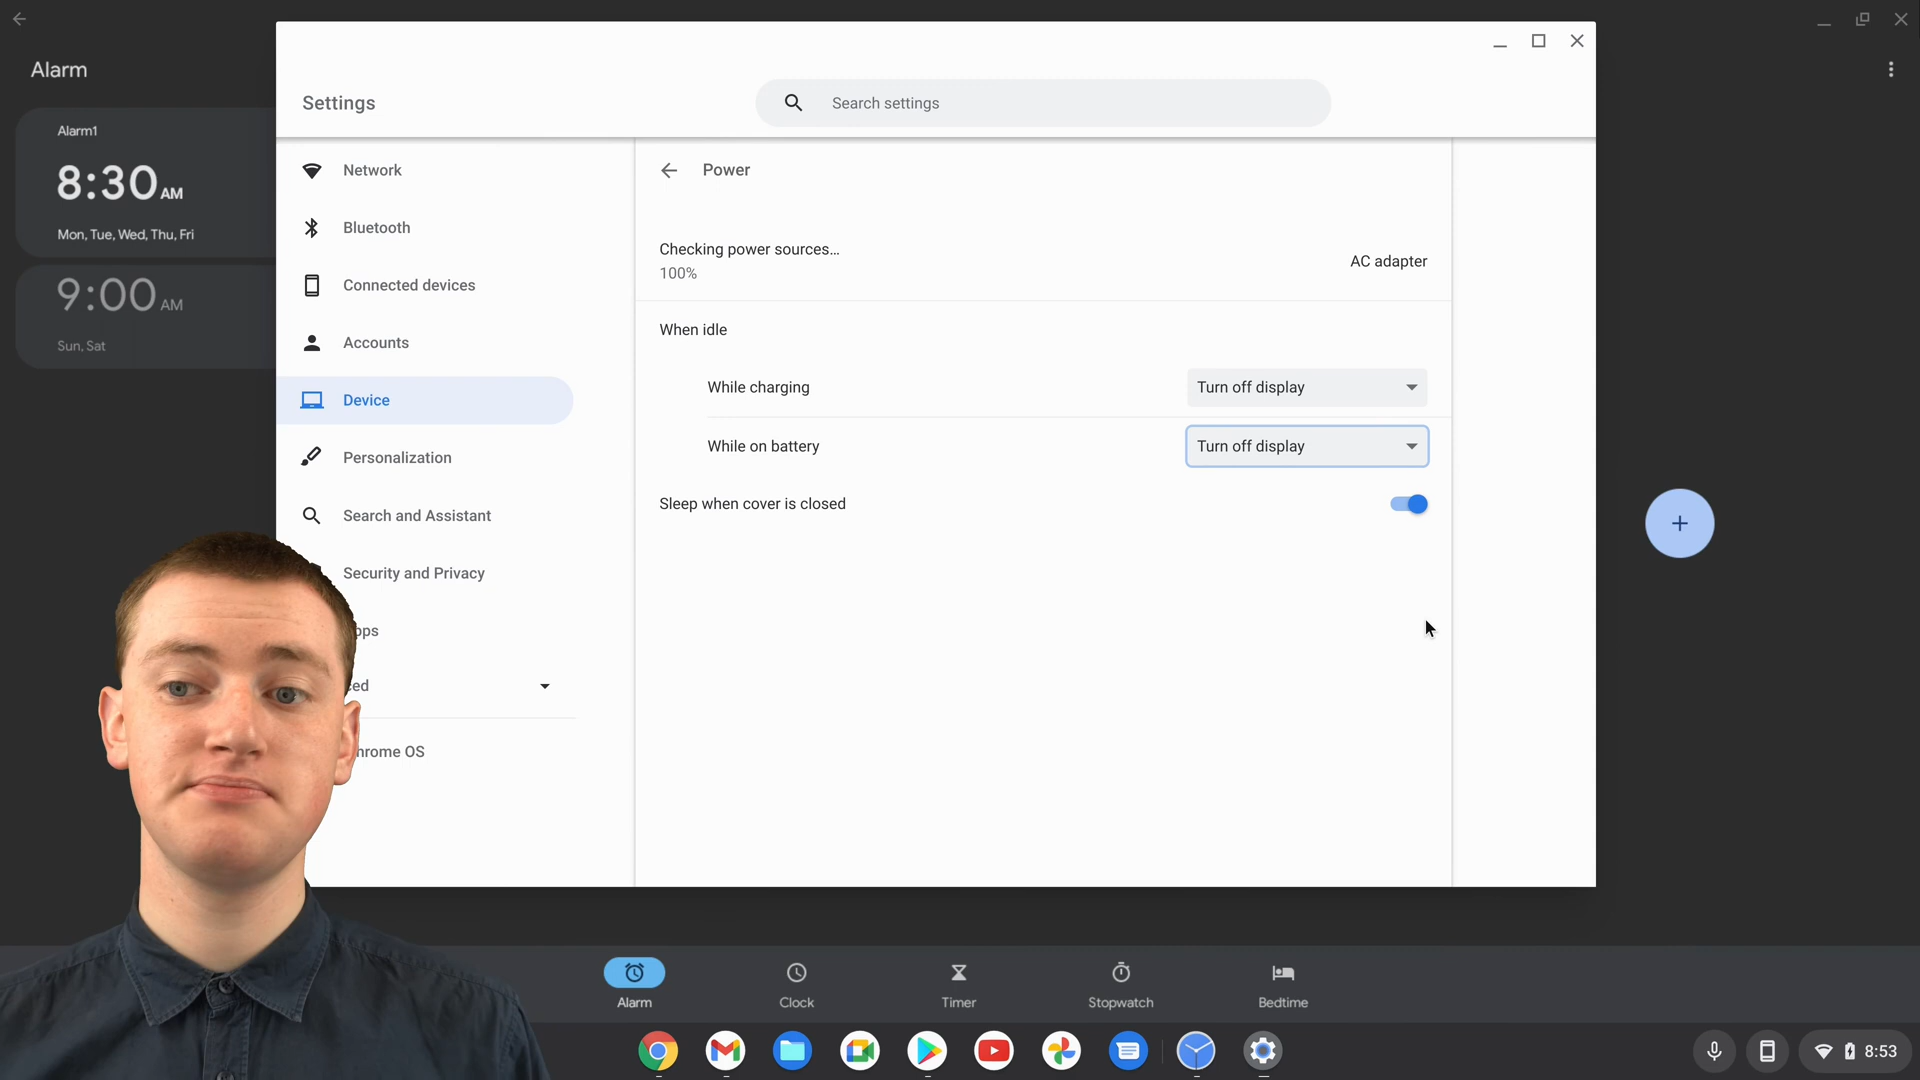 Alarm
Alarm1
8:30 AM
Mon, Tue, Wed, Thu, Fri
9:00 AM
Sun, Sat
Settings
Search settings
Network
Bluetooth
Connected devices
Accounts
Device
Personalization
Search and Assistant
Security and Privacy
pps
ced
hrome OS
Power
Checking power sources…
100%
AC adapter
When idle
While charging
Turn off display
While on battery
Turn off display
Sleep when cover is closed
Alarm
Clock
Timer
Stopwatch
Bedtime
8:53